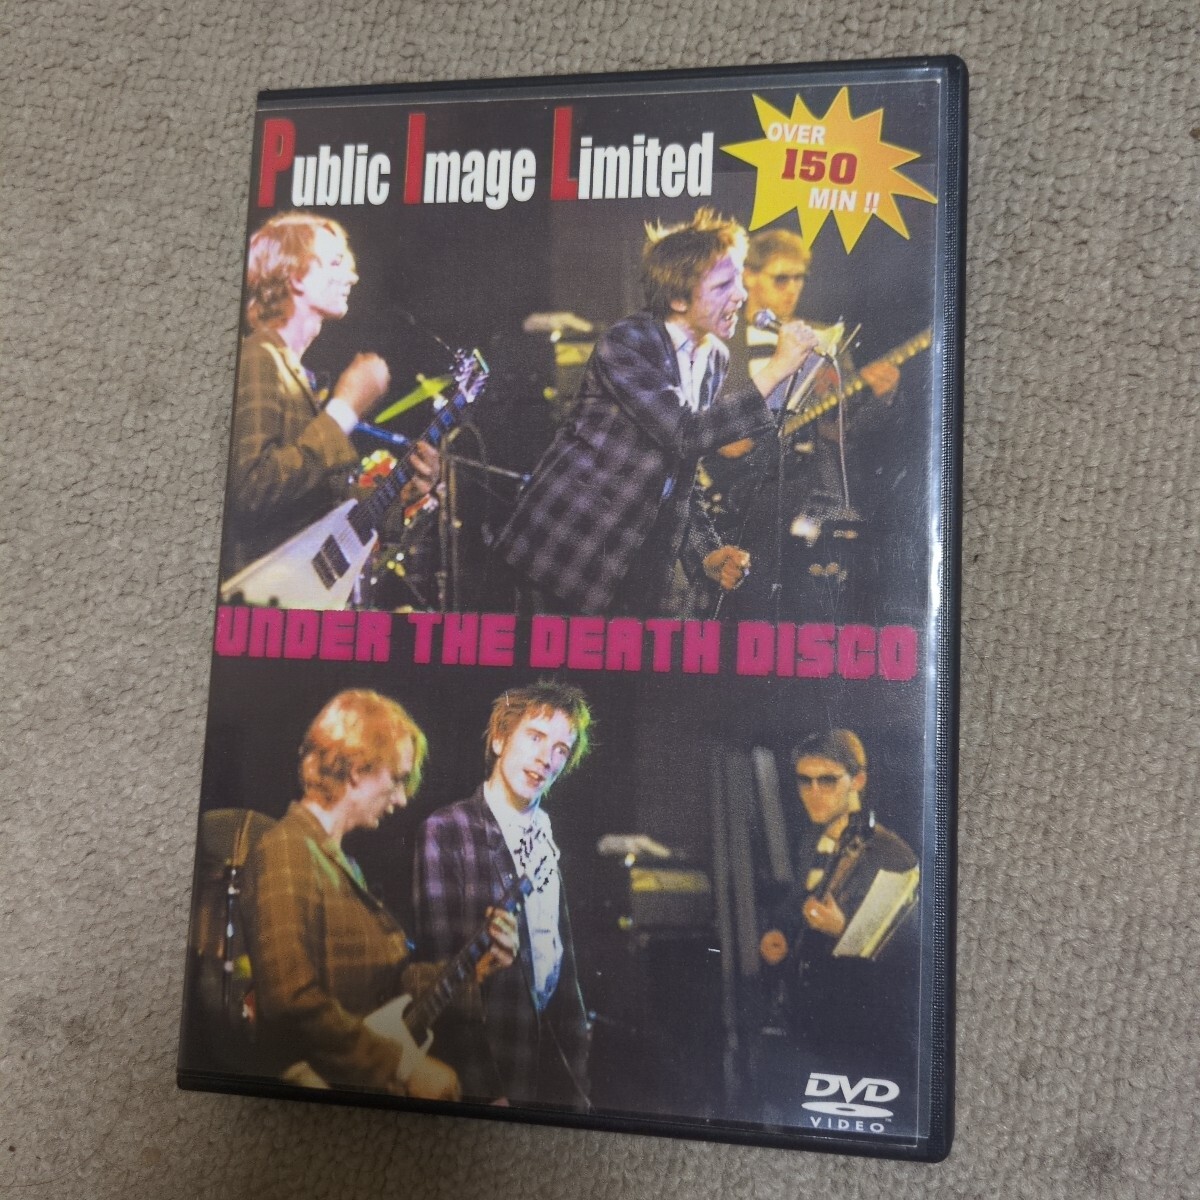 Public Image Limited
OVER
150
MIN !!
UNDER THE DEATH DISCO
DVD
VIDEO